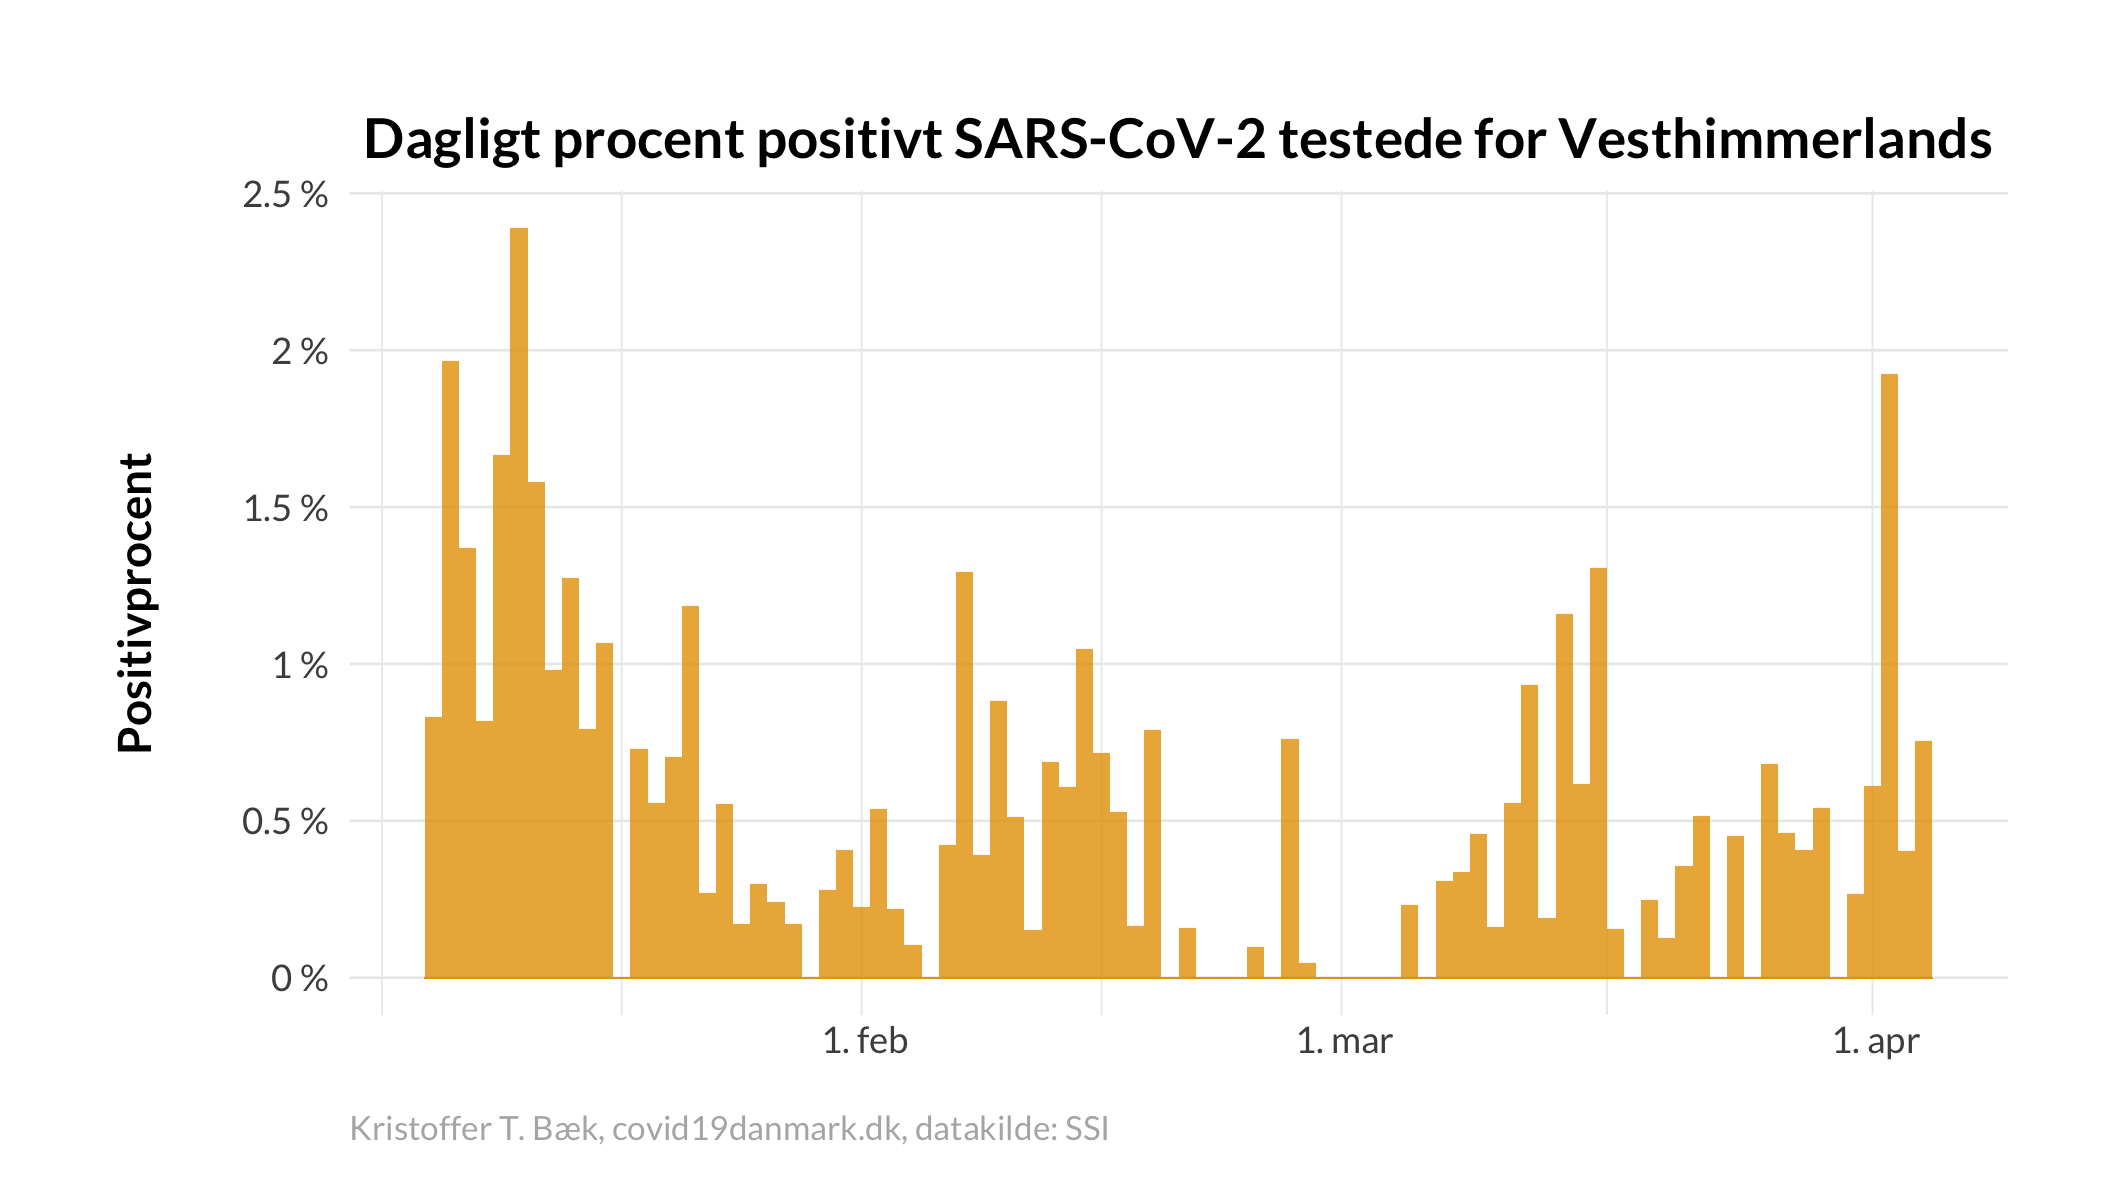 Dagligt procent positivt SARS-CoV-2 testede for Vesthimmerlands
Positivprocent
2.5 %
2 %
1.5 %
1 %
0.5 %
0 %
1. feb
1. mar
1. apr
Kristoffer T. Bæk, covid19danmark.dk, datakilde: SSI